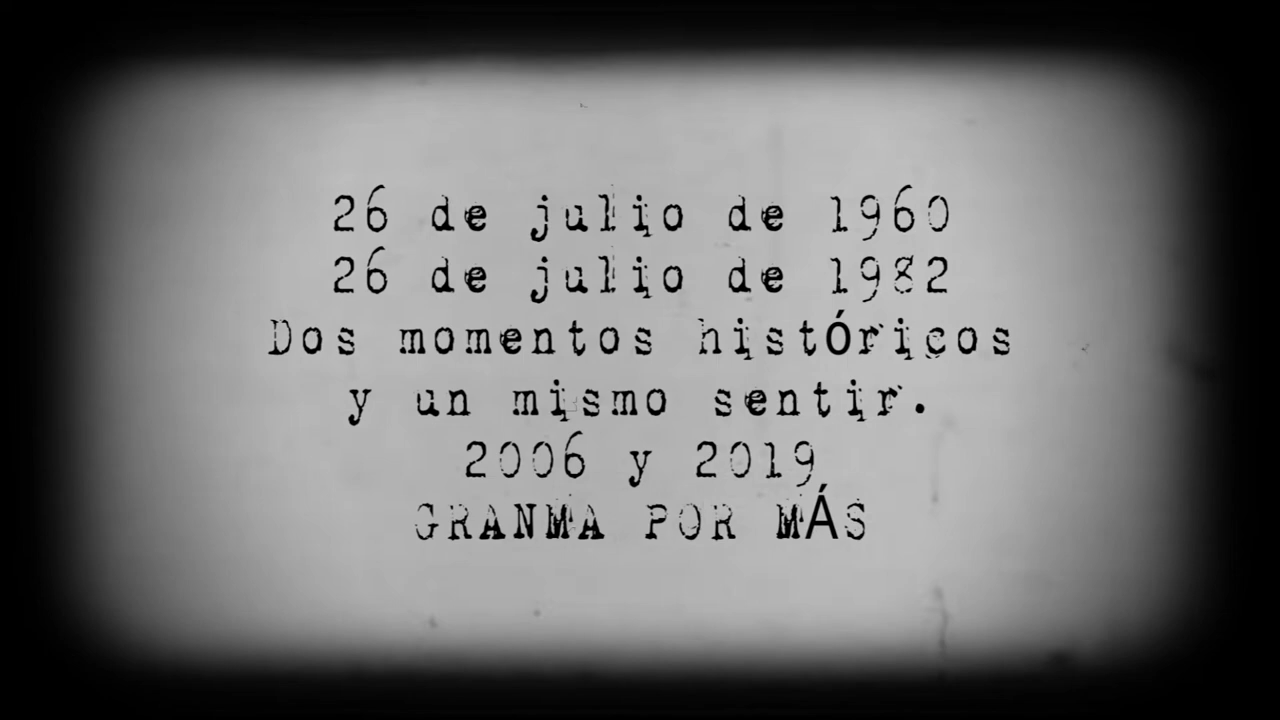 26 de julio de 1960
26 de julio de 1982
Dos momentos histÓricos
y un mismo sentir.
2006 y 2019
GRANMA POR MÁS